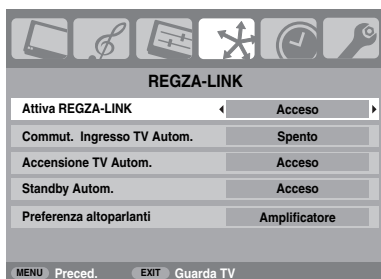 REGZA-LINK
Attiva REGZA-LINK Acceso
Commut. Ingresso TV Autom. Spento
Accensione TV Autom. Acceso
Standby Autom. Acceso
Preferenza altoparlanti Amplificatore
MENU Preced. EXIT Guarda TV